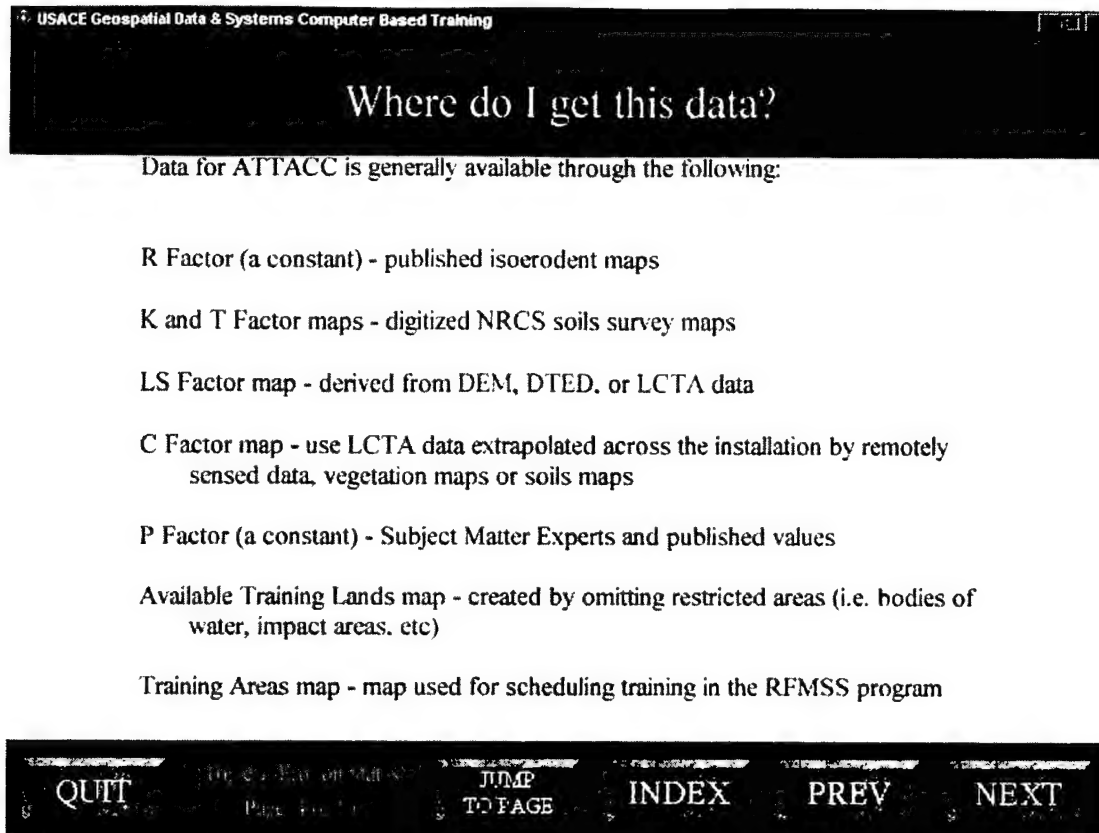 USACE Geospatial Data & Systems Computer Based Training
Where do I get this data?
Data for ATTACC is generally available through the following:
R Factor (a constant) - published isoerodent maps
K and T Factor maps - digitized NRCS soils survey maps
LS Factor map - derived from DEM, DTED. or LCTA data
C Factor map - use LCTA data extrapolated across the installation by remotely
sensed data, vegetation maps or soils maps
P Factor (a constant) - Subject Matter Experts and published values
Available Training Lands map - created by omitting restricted areas (i.e. bodies of
water, impact areas. etc)
Training Areas map - map used for scheduling training in the RFMSS program
QUIT
Page
JUMP
TO PAGE
INDEX
PREV
NEXT